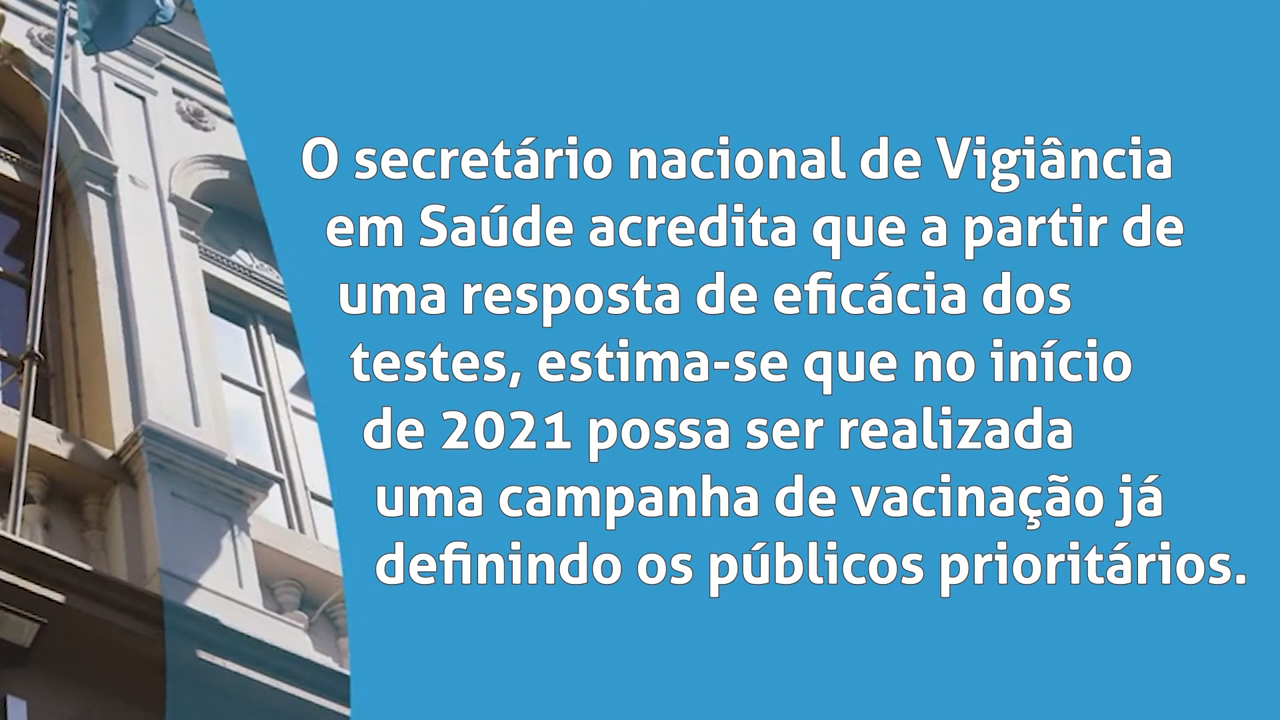 O secretário nacional de Vigiância
em Saúde acredita que a partir de
uma resposta de eficácia dos
testes, estima-se que no início
de 2021 possa ser realizada
uma campanha de vacinação já
definindo os públicos prioritários.